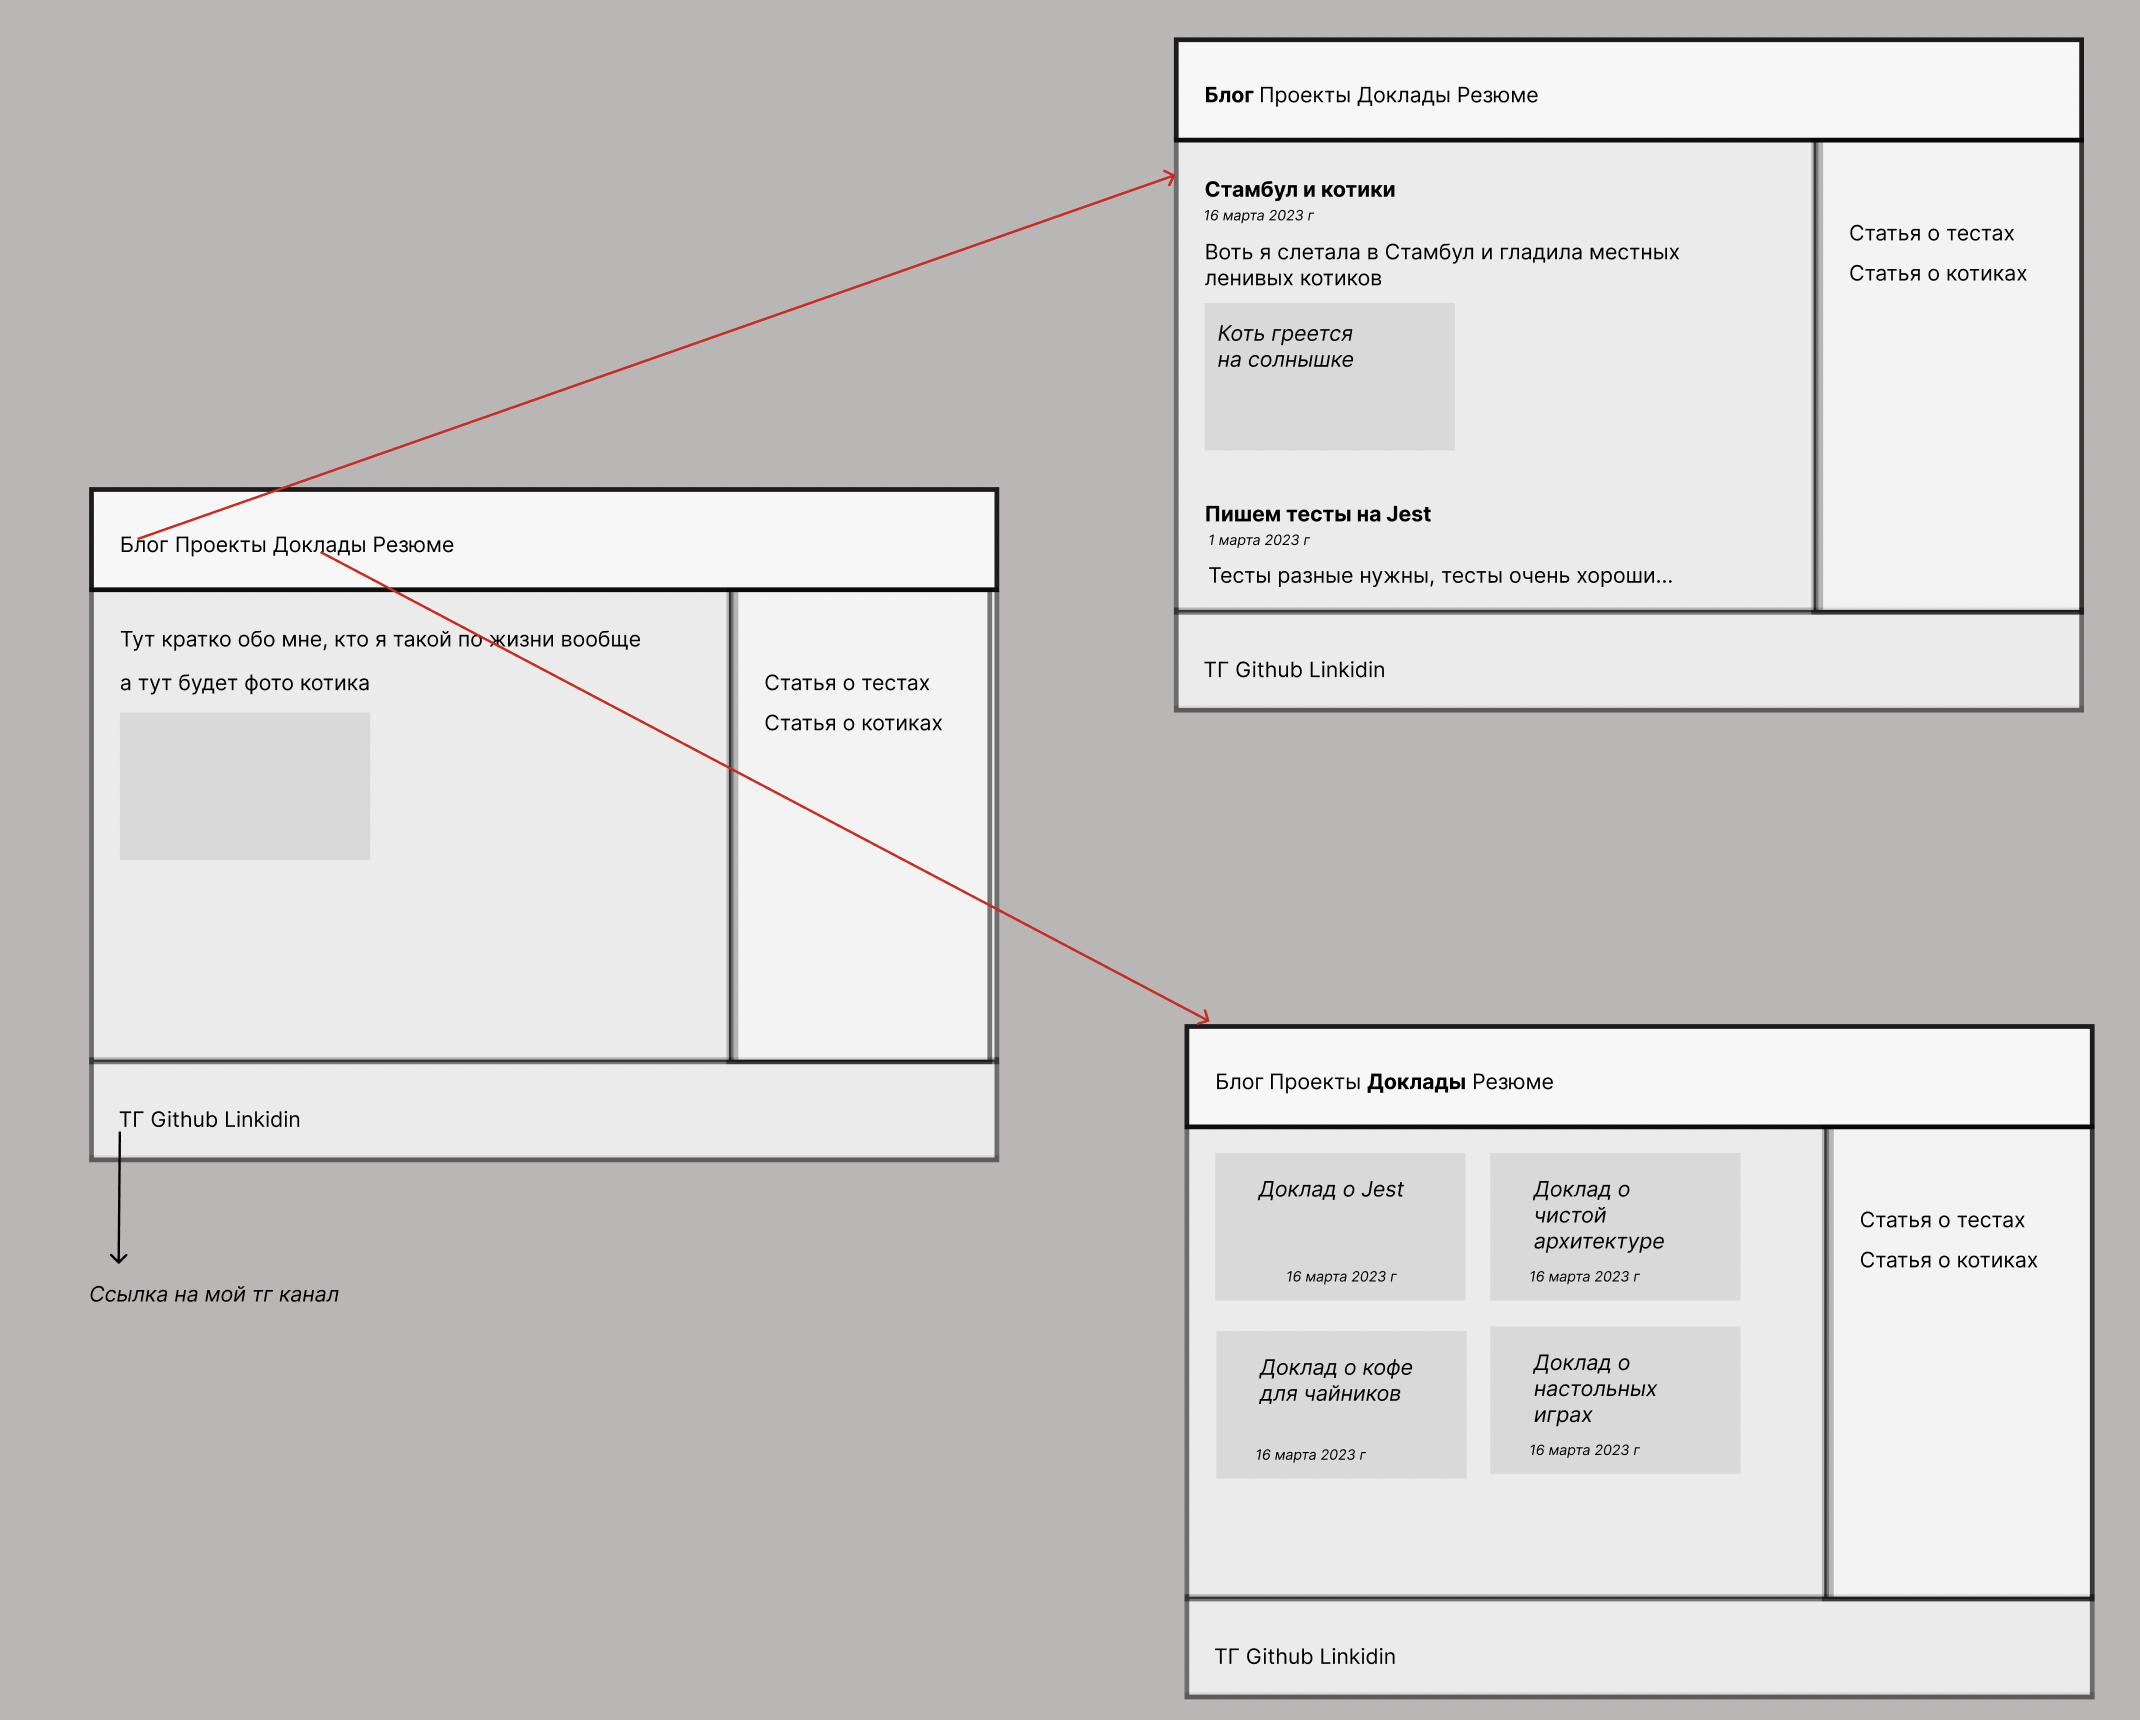 Блог Проекты Доклады Резюме
Тут кратко обо мне, кто я такой по жизни вообще
а тут будет фото котика
Статья о тестах
Статья о котиках
ТГ Github Linkidin
Ссылка на мой тг канал
Блог Проекты Доклады Резюме
Стамбул и котики
16 марта 2023 г
Воть я слетала в Стамбул и гладила местных
ленивых котиков
Коть греется
на солнышке
Пишем тесты на Jest
1 марта 2023 г
Тесты разные нужны, тесты очень хороши...
Статья о тестах
Статья о котиках
ТГ Github Linkidin
Блог Проекты Доклады Резюме
Доклад о Jest
16 марта 2023 г
Доклад о
чистой
архитектуре
16 марта 2023 г
Доклад о кофе
для чайников
16 марта 2023 г
Доклад о
настольных
играх
16 марта 2023 г
Статья о тестах
Статья о котиках
ТГ Github Linkidin